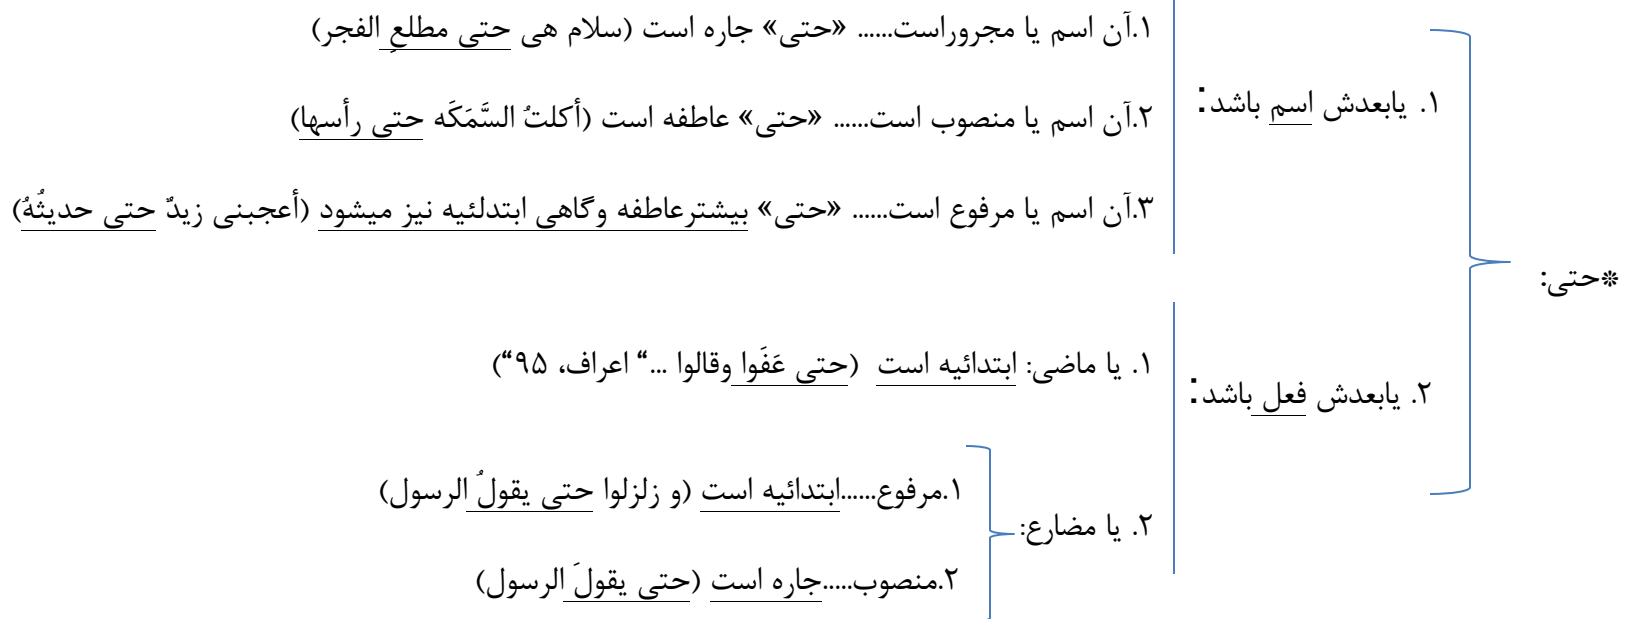 *حتی:
۱. یابعدش اسم باشد:
۱.آن اسم یا مجروراست...... «حتی» جاره است (سلام هی حتی مطلعِ الفجر)
۲.آن اسم یا منصوب است...... «حتی» عاطفه است (أکلتُ السَّمَکَه حتی رأسها)
۳.آن اسم یا مرفوع است...... «حتی» بیشترعاطفه وگاهی ابتدلئیه نیز میشود (أعجبنی زیدٌ حتی حدیثُهُ)
۲. یابعدش فعل باشد:
۱. یا ماضی: ابتدائیه است (حتی عَفَوا وقالوا ...“ اعراف، ۹۵“)
۲. یا مضارع:
۱.مرفوع......ابتدائیه است (و زلزلوا حتی یقولُ الرسول)
۲.منصوب.....جاره است (حتی یقولَ الرسول)